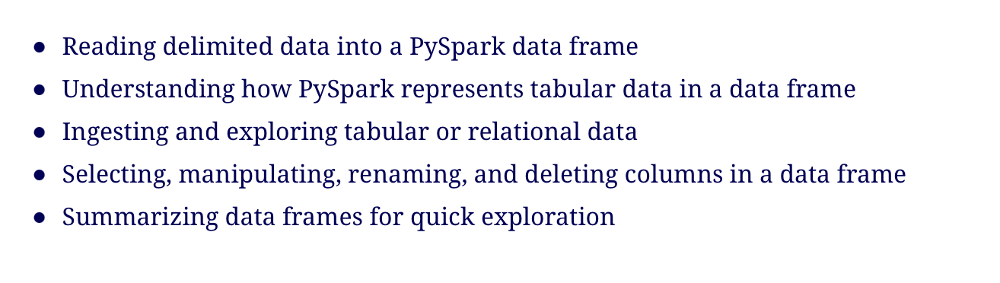 ● Reading delimited data into a PySpark data frame
● Understanding how PySpark represents tabular data in a data frame
● Ingesting and exploring tabular or relational data
● Selecting, manipulating, renaming, and deleting columns in a data frame
● Summarizing data frames for quick exploration